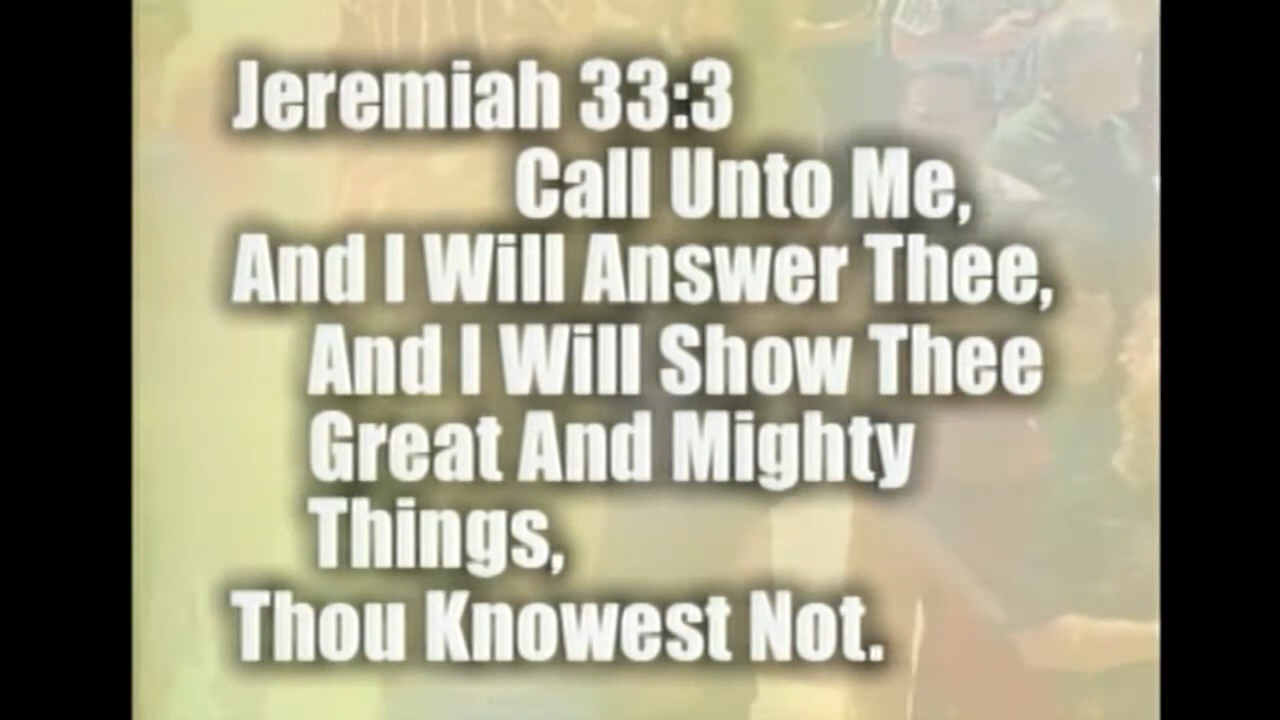 Jeremiah 33:3
Call Unto Me,
And I Will Answer Thee,
And I Will Show Thee
Great And Mighty
Things,
Thou Knowest Not.